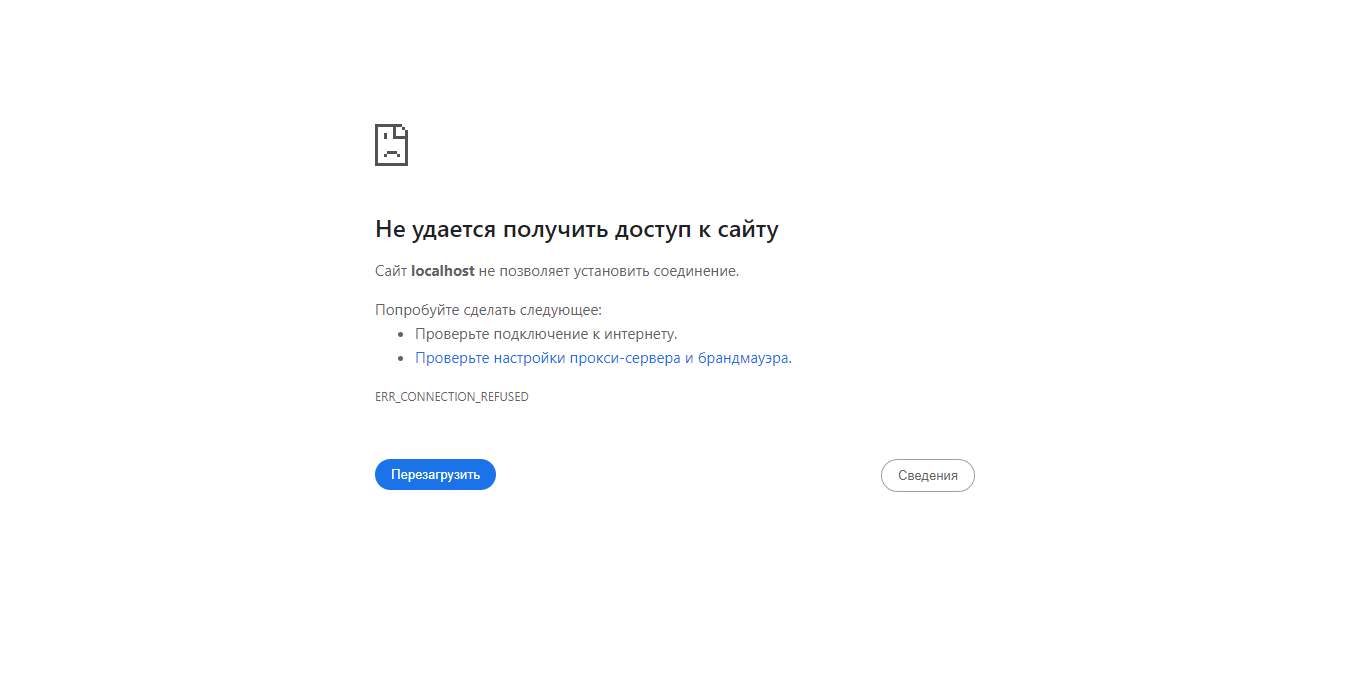 Не удается получить доступ к сайту
Сайт localhost не позволяет установить соединение.
Попробуйте сделать следующее:
Проверьте подключение к интернету.
Проверьте настройки прокси-сервера и брандмауэра.
ERR_CONNECTION_REFUSED
Перезагрузить
Сведения